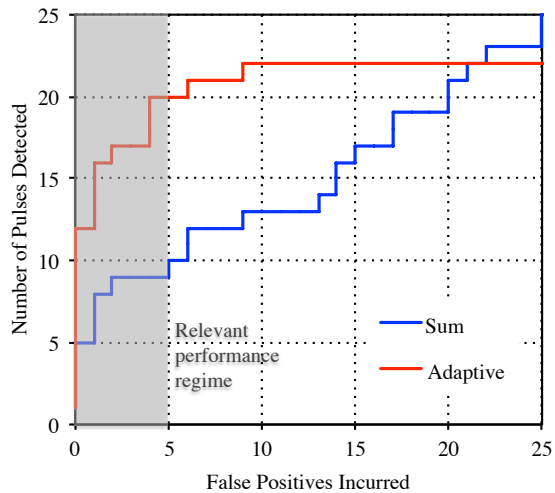 25
20
15
10
5
0
Number of Pulses Detected
Relevant
performance
regime
Sum
Adaptive
0 5 10 15 20 25
False Positives Incurred